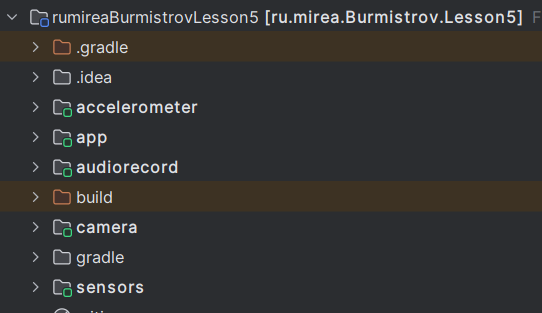 rumireaBurmistrovLesson5 [ru.mirea.Burmistrov.Lesson5]
.gradle
.idea
accelerometer
app
audiorecord
build
camera
gradle
sensors